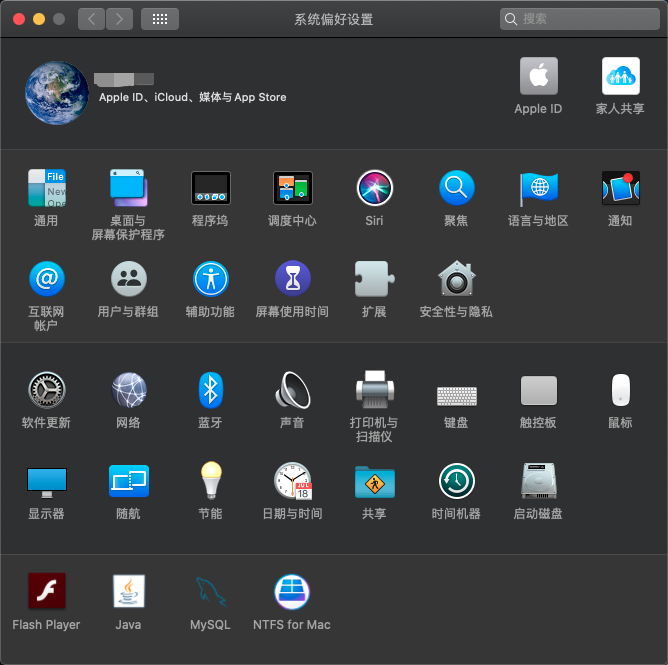 系统偏好设置
搜索
Apple ID、iCloud、媒体与 App Store
Apple ID
家人共享
File
New
Ope
通用
桌面与
屏幕保护程序
程序坞
调度中心
Siri
聚焦
语言与地区
通知
互联网
帐户
用户与群组
辅助功能
屏幕使用时间
扩展
安全性与隐私
软件更新
网络
蓝牙
声音
打印机与
扫描仪
键盘
触控板
鼠标
显示器
随航
节能
JUL
18
日期与时间
共享
时间机器
启动磁盘
Flash Player
Java
MySQL
NTFS for Mac